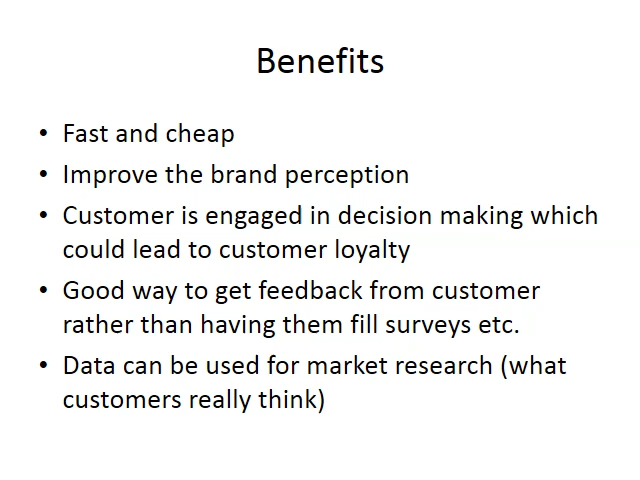 Benefits
• Fast and cheap
• Improve the brand perception
• Customer is engaged in decision making which
could lead to customer loyalty
• Good way to get feedback from customer
rather than having them fill surveys etc.
• Data can be used for market research (what
customers really think)